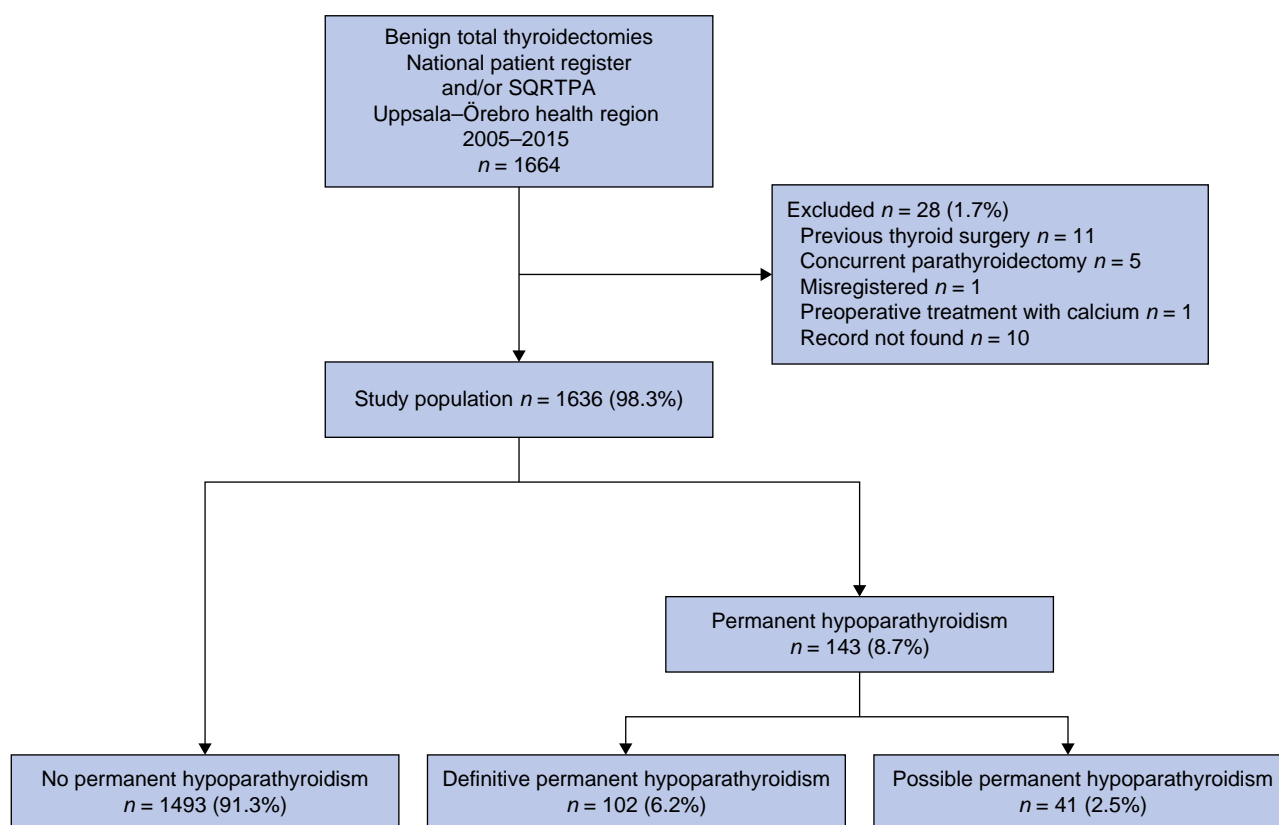 Benign total thyroidectomies
National patient register
and/or SQRTPA
Uppsala–Örebro health region
2005–2015
n = 1664
Excluded n = 28 (1.7%)
Previous thyroid surgery n = 11
Concurrent parathyroidectomy n = 5
Misregistered n = 1
Preoperative treatment with calcium n = 1
Record not found n = 10
Study population n = 1636 (98.3%)
Permanent hypoparathyroidism
n = 143 (8.7%)
No permanent hypoparathyroidism
n = 1493 (91.3%)
Definitive permanent hypoparathyroidism
n = 102 (6.2%)
Possible permanent hypoparathyroidism
n = 41 (2.5%)